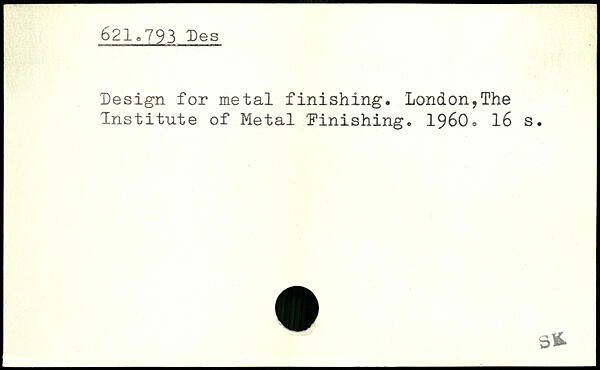 621.793 Des
Design for metal finishing. London,The
Institute of Metal Finishing. 1960. 16 s.
SK